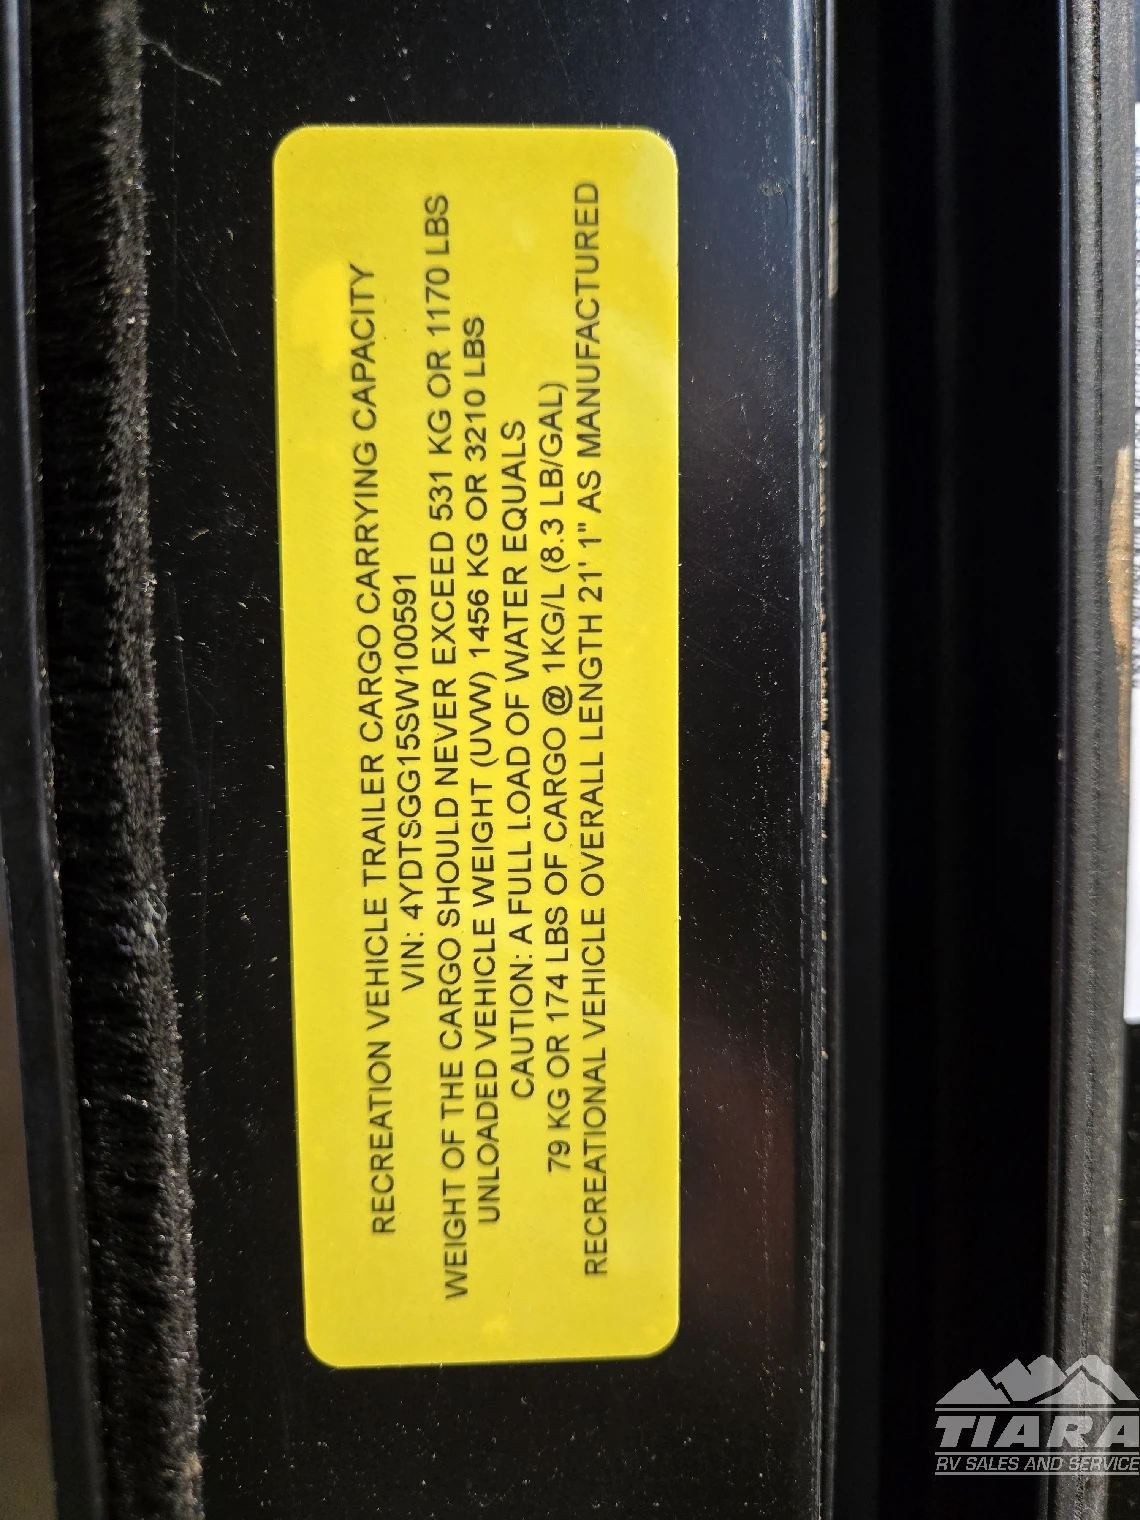 RECREATION VEHICLE TRAILER CARGO CARRYING CAPACITY
VIN: 4YDTSGG15SW100591
WEIGHT OF THE CARGO SHOULD NEVER EXCEED 531 KG OR 1170 LBS
UNLOADED VEHICLE WEIGHT (UVW) 1456 KG OR 3210 LBS
CAUTION: A FULL LOAD OF WATER EQUALS
79 KG OR 174 LBS OF CARGO @ 1KG/L (8.3 LB/GAL)
RECREATIONAL VEHICLE OVERALL LENGTH 21' 1" AS MANUFACTURED
TIARA
RV SALES AND SERVICE